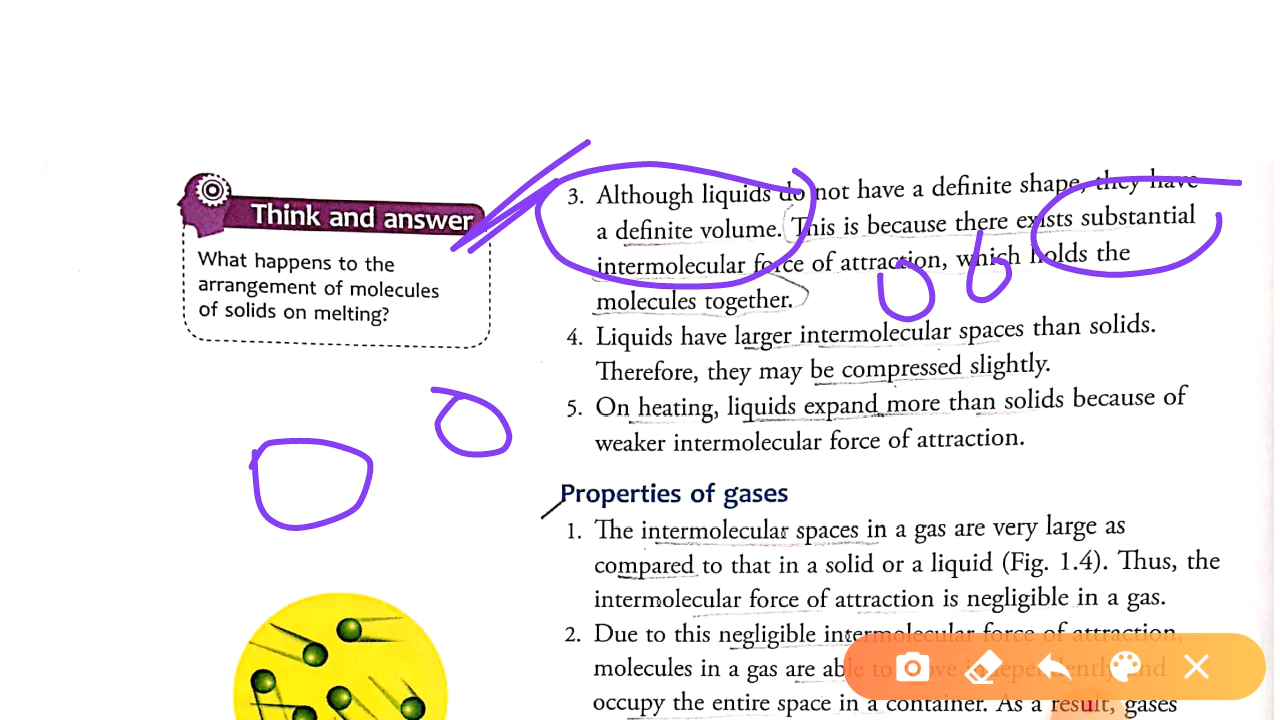 Think and answer
What happens to the
arrangement of molecules
of solids on melting?
3. Although liquids do not have a definite shape, they have
a definite volume. This is because there exists substantial
intermolecular force of attraction, which holds the
molecules together.
4. Liquids have larger intermolecular spaces than solids.
Therefore, they may be compressed slightly.
5. On heating, liquids expand more than solids because of
weaker intermolecular force of attraction.
Properties of gases
1. The intermolecular spaces in a gas are very large as
compared to that in a solid or a liquid (Fig. 1.4). Thus, the
intermolecular force of attraction is negligible in a gas.
2. Due to this negligible intermolecular force of attraction,
molecules in a gas are able to move independently and
occupy the entire space in a container. As a result, gases